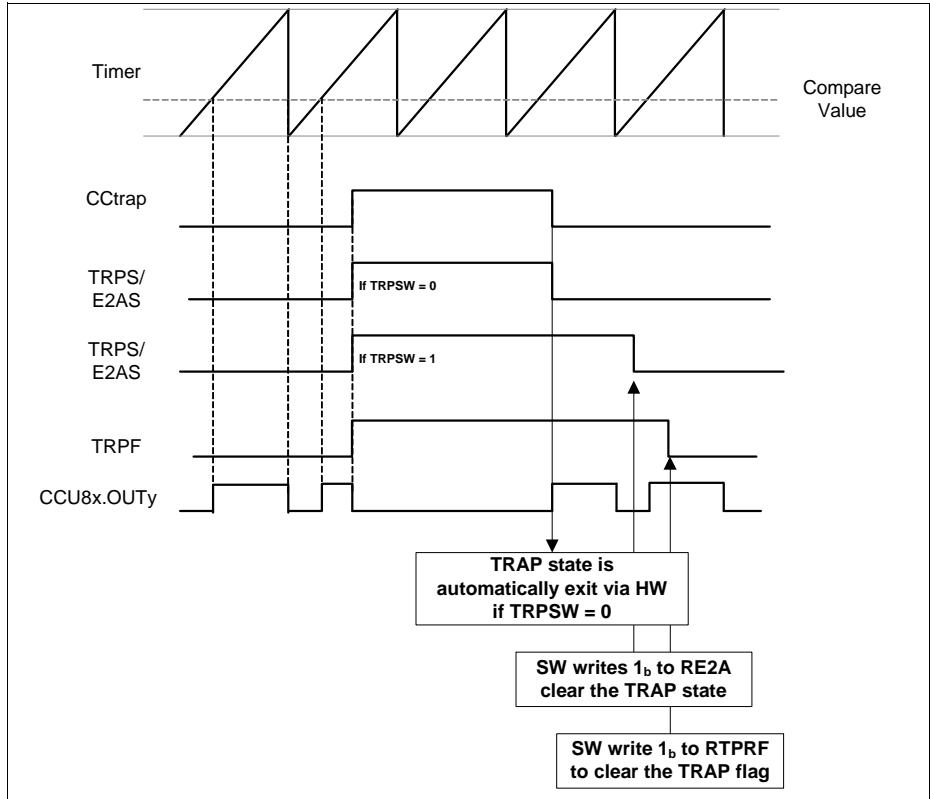 Timer
Compare
Value
CCtrap
TRPS/
E2AS
If TRPSW = 0
TRPS/
E2AS
If TRPSW = 1
TRPF
CCU8x.OUTy
TRAP state is
automatically exit via HW
if TRPSW = 0
SW writes 1b to RE2A
clear the TRAP state
SW write 1b to RTPRF
to clear the TRAP flag